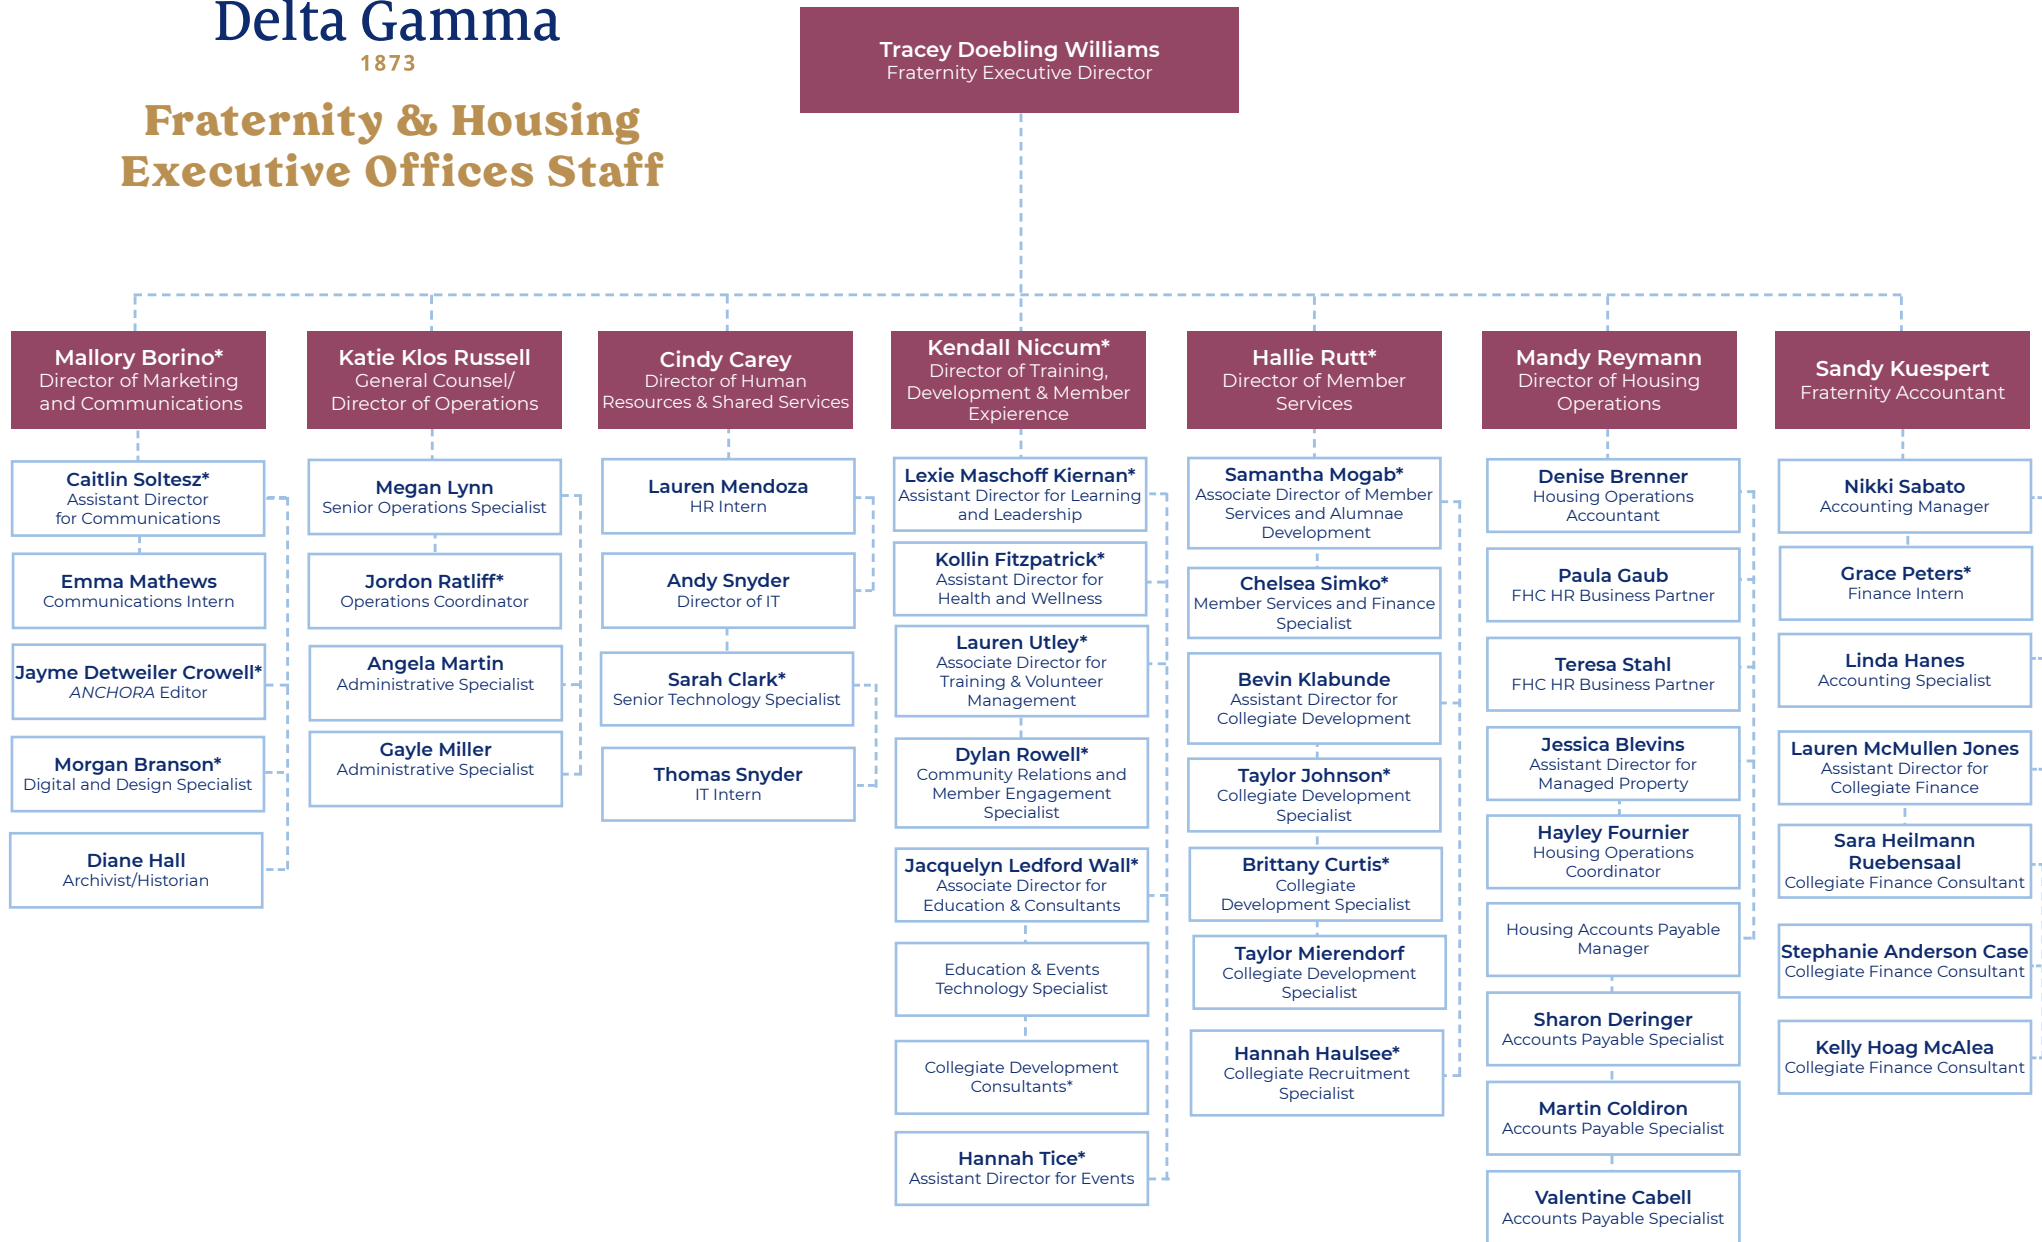 Delta Gamma
1873
Fraternity & Housing
Executive Offices Staff
Tracey Doebling Williams
Fraternity Executive Director
Mallory Borino*
Director of Marketing
and Communications
Caitlin Soltesz*
Assistant Director
for Communications
Emma Mathews
Communications Intern
Jayme Detweiler Crowell*
ANCHORA Editor
Morgan Branson*
Digital and Design Specialist
Diane Hall
Archivist/Historian
Katie Klos Russell
General Counsel/
Director of Operations
Megan Lynn
Senior Operations Specialist
Jordon Ratliff*
Operations Coordinator
Angela Martin
Administrative Specialist
Gayle Miller
Administrative Specialist
Cindy Carey
Director of Human
Resources & Shared Services
Lauren Mendoza
HR Intern
Andy Snyder
Director of IT
Sarah Clark*
Senior Technology Specialist
Thomas Snyder
IT Intern
Kendall Niccum*
Director of Training,
Development & Member
Expierence
Lexie Maschoff Kiernan*
Assistant Director for Learning
and Leadership
Kollin Fitzpatrick*
Assistant Director for
Health and Wellness
Lauren Utley*
Associate Director for
Training & Volunteer
Management
Dylan Rowell*
Community Relations and
Member Engagement
Specialist
Jacquelyn Ledford Wall*
Associate Director for
Education & Consultants
Education & Events
Technology Specialist
Collegiate Development
Consultants*
Hannah Tice*
Assistant Director for Events
Hallie Rutt*
Director of Member
Services
Samantha Mogab*
Associate Director of Member
Services and Alumnae
Development
Chelsea Simko*
Member Services and Finance
Specialist
Bevin Klabunde
Assistant Director for
Collegiate Development
Taylor Johnson*
Collegiate Development
Specialist
Brittany Curtis*
Collegiate
Development Specialist
Taylor Mierendorf
Collegiate Development
Specialist
Hannah Haulsee*
Collegiate Recruitment
Specialist
Mandy Reymann
Director of Housing
Operations
Denise Brenner
Housing Operations
Accountant
Paula Gaub
FHC HR Business Partner
Teresa Stahl
FHC HR Business Partner
Jessica Blevins
Assistant Director for
Managed Property
Hayley Fournier
Housing Operations
Coordinator
Housing Accounts Payable
Manager
Sharon Deringer
Accounts Payable Specialist
Martin Coldiron
Accounts Payable Specialist
Valentine Cabell
Accounts Payable Specialist
Sandy Kuespert
Fraternity Accountant
Nikki Sabato
Accounting Manager
Grace Peters*
Finance Intern
Linda Hanes
Accounting Specialist
Lauren McMullen Jones
Assistant Director for
Collegiate Finance
Sara Heilmann
Ruebensaal
Collegiate Finance Consultant
Stephanie Anderson Case
Collegiate Finance Consultant
Kelly Hoag McAlea
Collegiate Finance Consultant